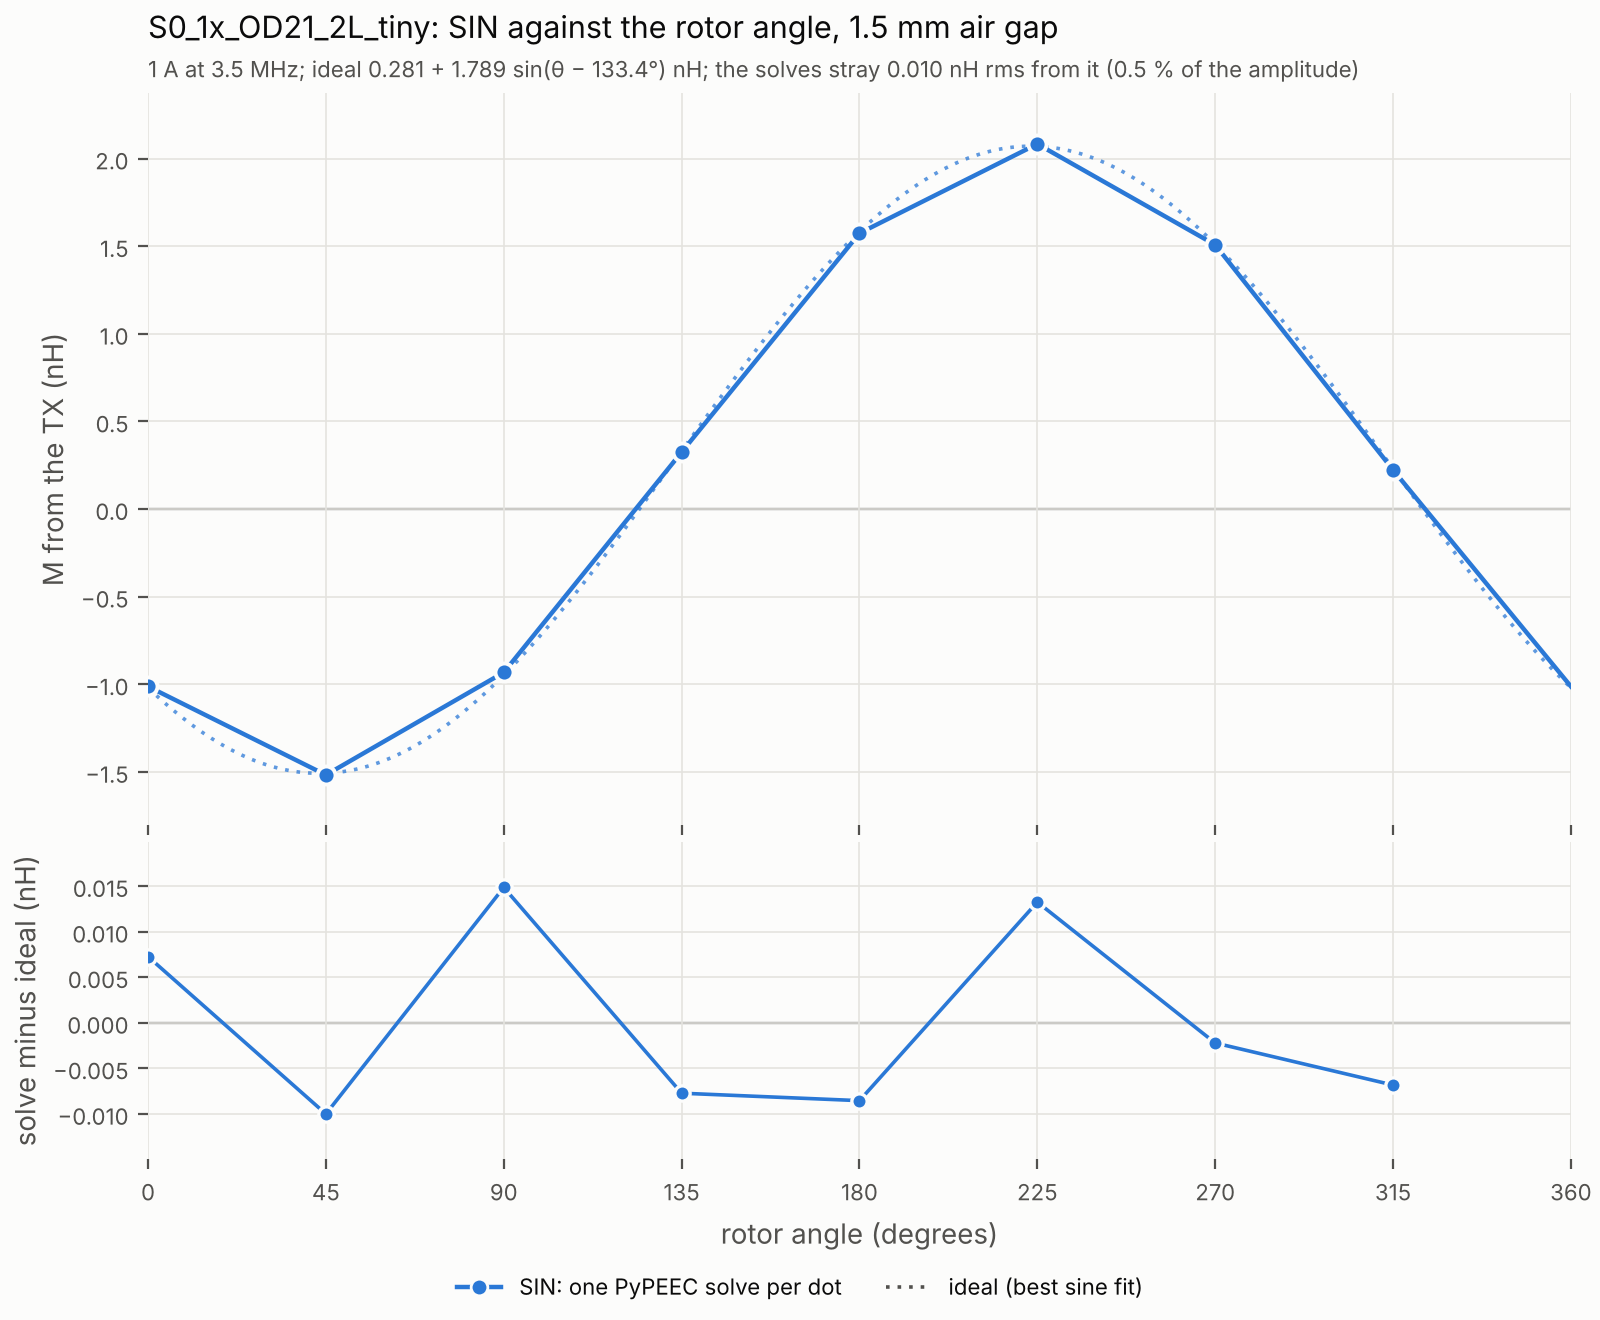 S0_1x_OD21_2L_tiny: SIN against the rotor angle, 1.5 mm air gap
1 A at 3.5 MHz; ideal 0.281 + 1.789 sin(θ − 133.4°) nH; the solves stray 0.010 nH rms from it (0.5 % of the amplitude)
M from the TX (nH)
2.0
1.5
1.0
0.5
0.0
−0.5
−1.0
−1.5
solve minus ideal (nH)
0.015
0.010
0.005
0.000
−0.005
−0.010
0 45 90 135 180 225 270 315 360
rotor angle (degrees)
SIN: one PyPEEC solve per dot ideal (best sine fit)